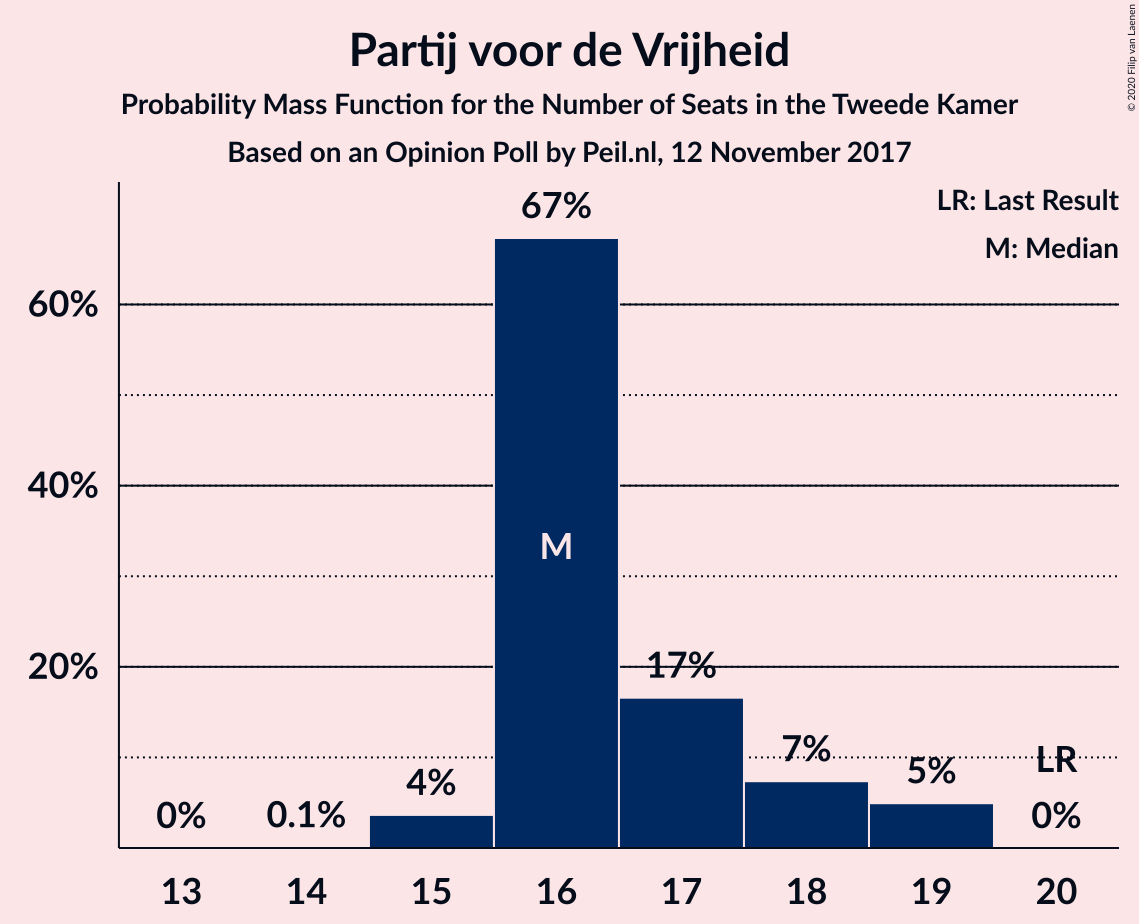 Partij voor de Vrijheid
Probability Mass Function for the Number of Seats in the Tweede Kamer
Based on an Opinion Poll by Peil.nl, 12 November 2017
© 2020 Filip van Laenen
LR: Last Result
M: Median
67%
60%
40%
M
20%
17%
7%
5%
LR
4%
0%
0.1%
0%
13
14
15
16
17
18
19
20